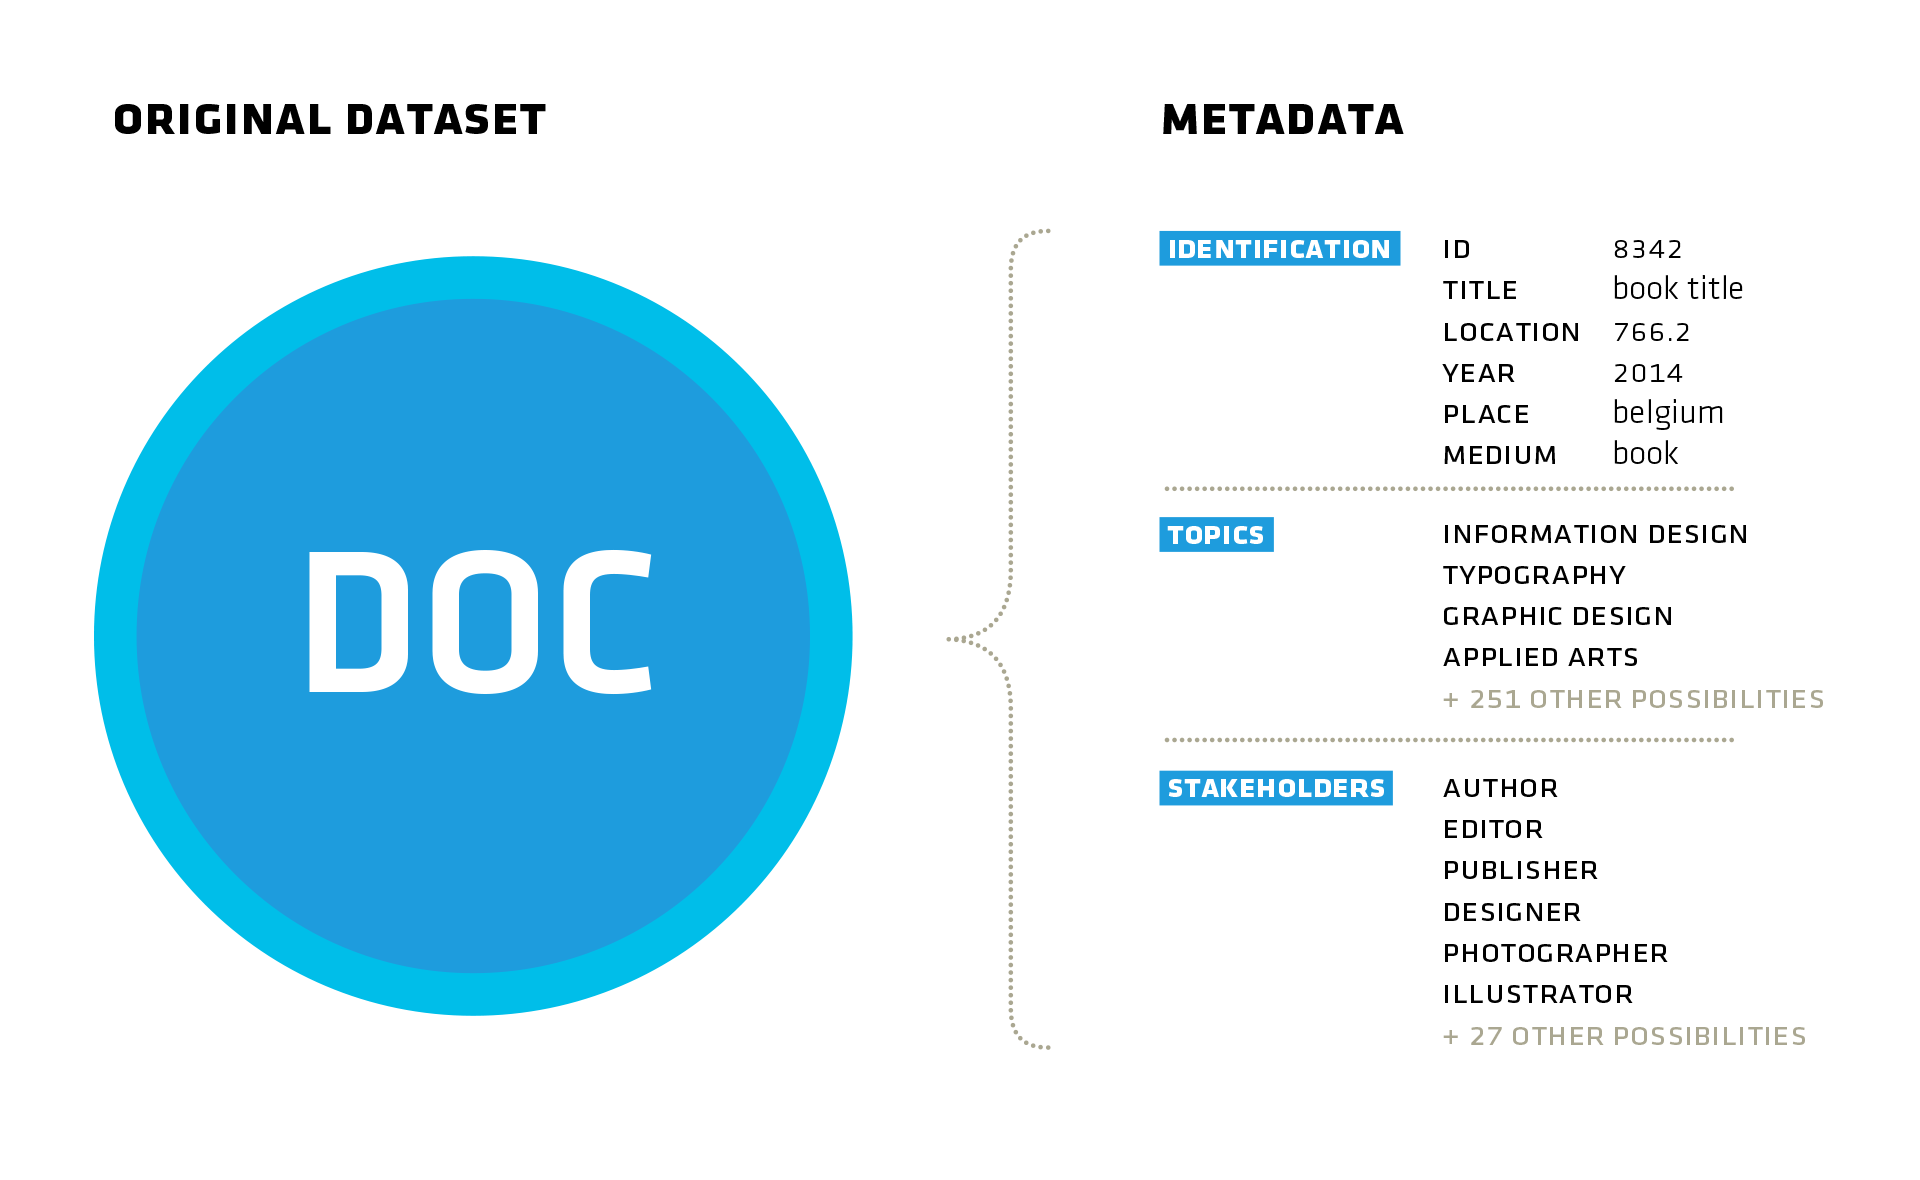 ORIGINAL DATASET
DOC
METADATA
IDENTIFICATION ID 8342
TITLE book title
LOCATION 766.2
YEAR 2014
PLACE belgium
MEDIUM book
TOPICS INFORMATION DESIGN
TYPOGRAPHY
GRAPHIC DESIGN
APPLIED ARTS
+ 251 OTHER POSSIBILITIES
STAKEHOLDERS AUTHOR
EDITOR
PUBLISHER
DESIGNER
PHOTOGRAPHER
ILLUSTRATOR
+ 27 OTHER POSSIBILITIES